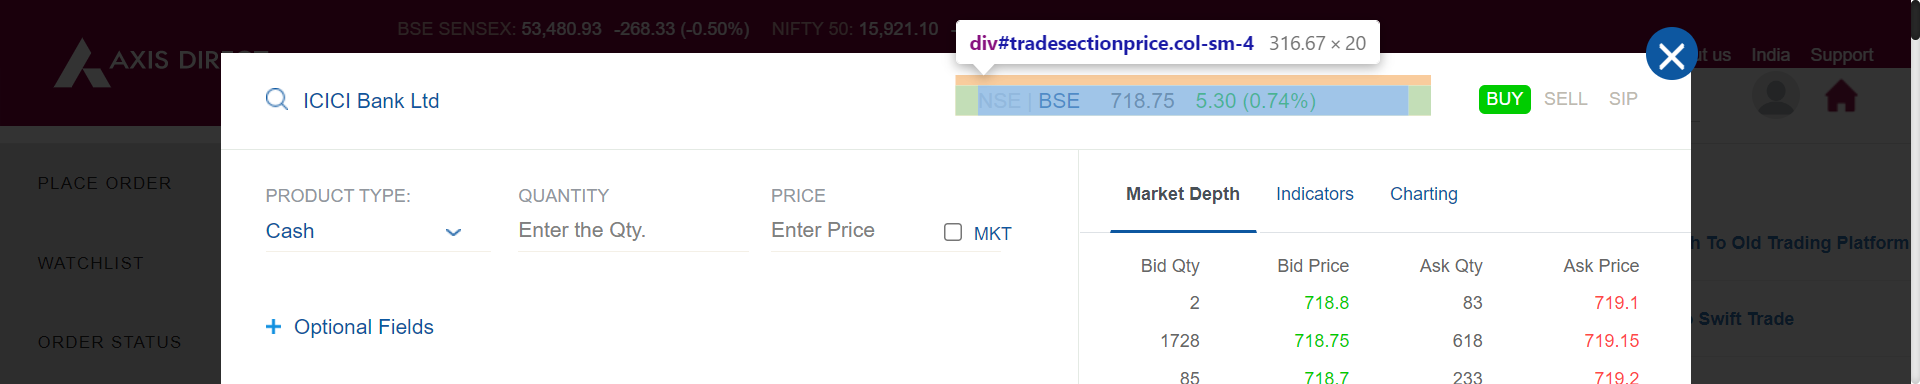 BSE SENSEX: 53,480.93 -268.33 (-0.50%) NIFTY 50: 15,921.10
div#tradesectionprice.col-sm-4 316.67 × 20
AXIS DIRECT
India Support
ICICI Bank Ltd
NSE | BSE 718.75 5.30 (0.74%)
BUY SELL SIP
PLACE ORDER
WATCHLIST
ORDER STATUS
PRODUCT TYPE: QUANTITY PRICE
Cash Enter the Qty. Enter Price MKT
+ Optional Fields
Market Depth Indicators Charting
Bid Qty Bid Price Ask Qty Ask Price
2 718.8 83 719.1
1728 718.75 618 719.15
85 718.7 233 719.2
To Old Trading Platform
Swift Trade